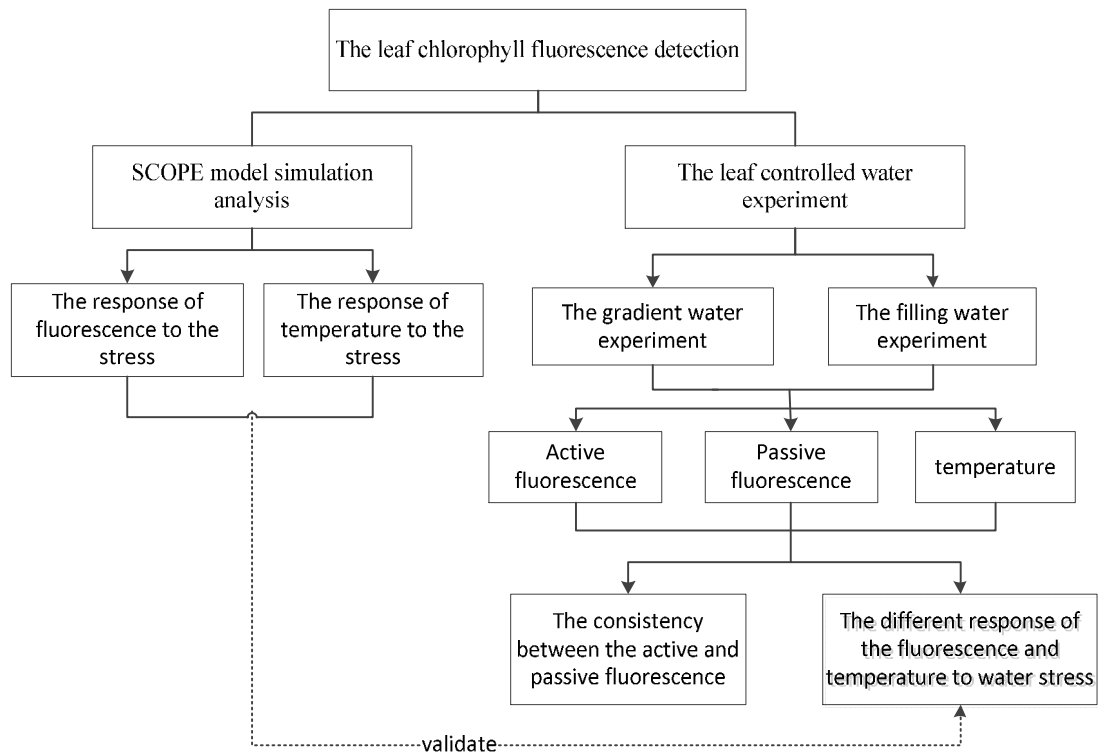 The leaf chlorophyll fluorescence detection
SCOPE model simulation
analysis
The leaf controlled water
experiment
The response of
fluorescence to the
stress
The response of
temperature to the
stress
The gradient water
experiment
The filling water
experiment
Active
fluorescence
Passive
fluorescence
temperature
The consistency
between the active and
passive fluorescence
The different response of
the fluorescence and
temperature to water stress
validate